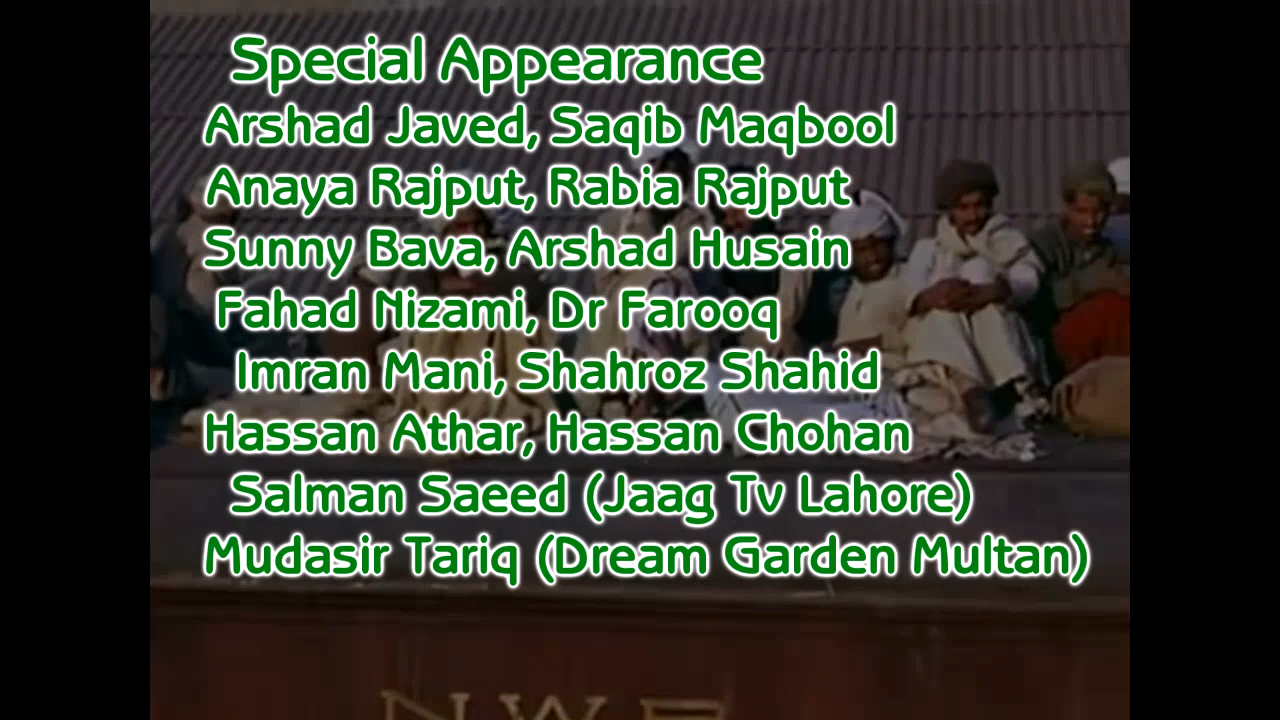 Special Appearance
Arshad Javed, Saqib Maqbool
Anaya Rajput, Rabia Rajput
Sunny Bava, Arshad Husain
Fahad Nizami, Dr Farooq
Imran Mani, Shahroz Shahid
Hassan Athar, Hassan Chohan
Salman Saeed (Jaag Tv Lahore)
Mudasir Tariq (Dream Garden Multan)
N.W.